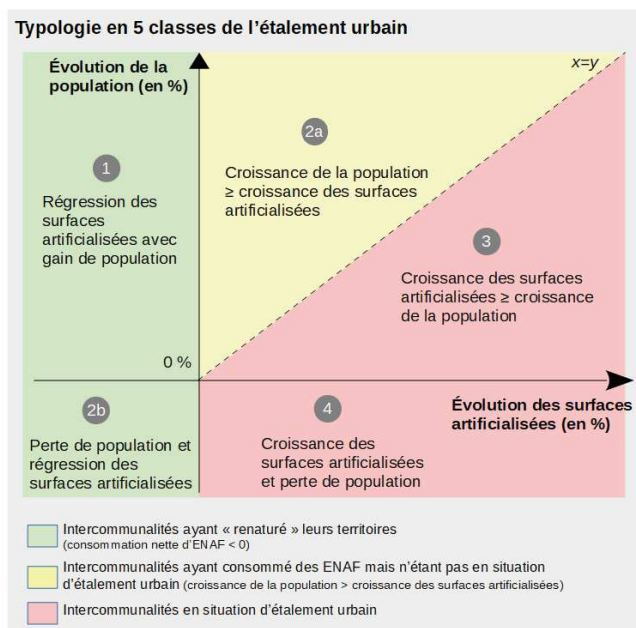 Typologie en 5 classes de l'étalement urbain
Évolution de la
population (en %)
x=y
2a
1
Croissance de la population
≥ croissance des surfaces
artificialisées
Régression des
surfaces
artificialisées avec
gain de population
3
Croissance des surfaces
artificialisées ≥ croissance
de la population
0 %
2b
4
Évolution des surfaces
artificialisées (en %)
Perte de population et
régression des
surfaces artificialisées
Croissance des
surfaces artificialisées
et perte de population
Intercommunalités ayant « renaturé » leurs territoires
(consommation nette d'ENAF < 0)
Intercommunalités ayant consommé des ENAF mais n'étant pas en situation
d'étalement urbain (croissance de la population > croissance des surfaces artificialisées)
Intercommunalités en situation d'étalement urbain